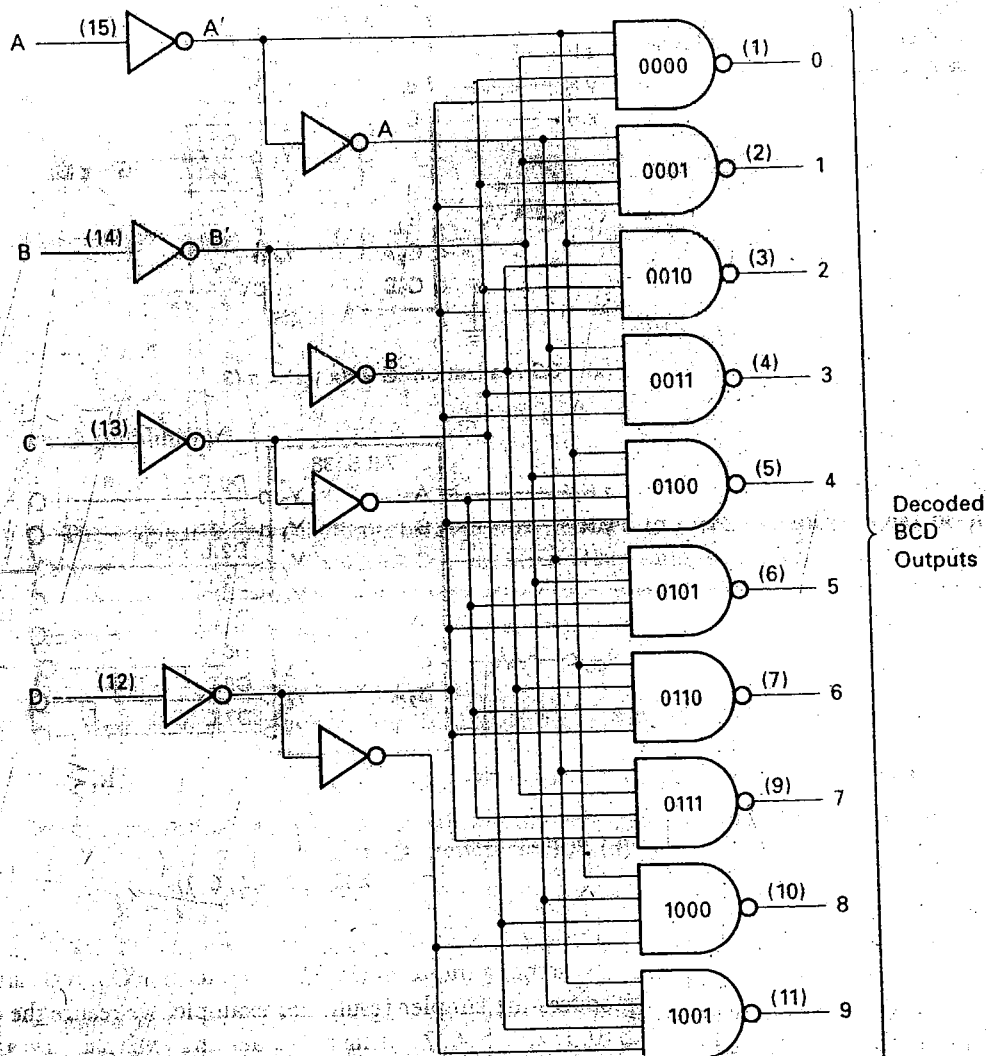 A (15) A' 0000 (1) 0
A 0001 (2) 1
B (14) B' 0010 (3) 2
B 0011 (4) 3
C (13)
0100 (5) 4
Decoded
BCD
Outputs
0101 (6) 5
D (12) 0110 (7) 6
0111 (9) 7
1000 (10) 8
1001 (11) 9